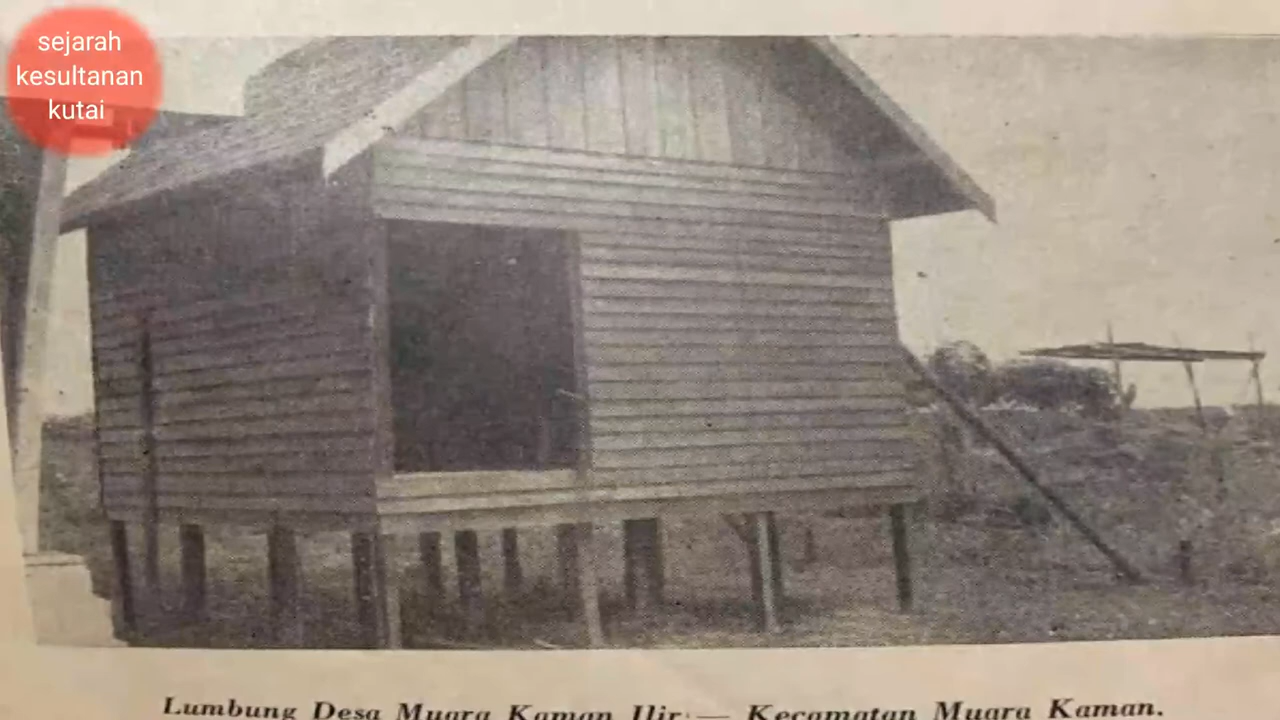 sejarah
kesultanan
kutai
Lumbung Desa Muara Kaman Ilir — Kecamatan Muara Kaman.